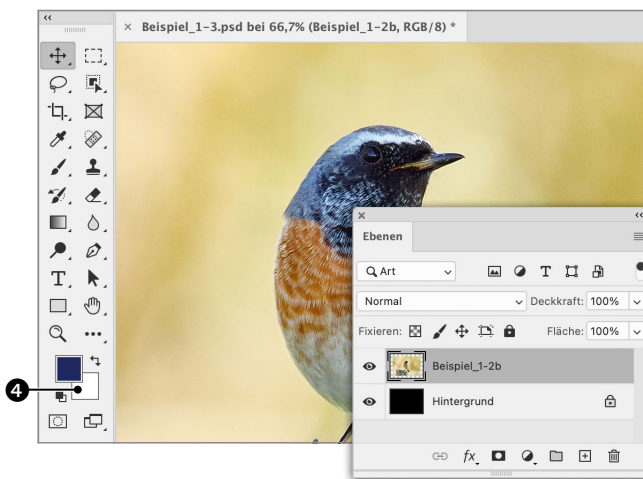 Beispiel_1-3.psd bei 66,7% (Beispiel_1-2b, RGB/8) *
Ebenen
Art
Normal
Deckkraft: 100%
Fixieren:
Fläche: 100%
Beispiel_1-2b
Hintergrund
fx
T
4